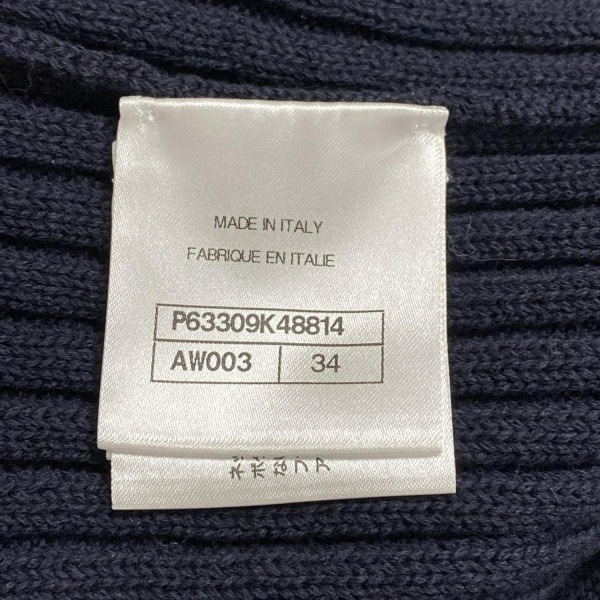 MADE IN ITALY
FABRIQUE EN ITALIE
P63309K48814
AW003 34